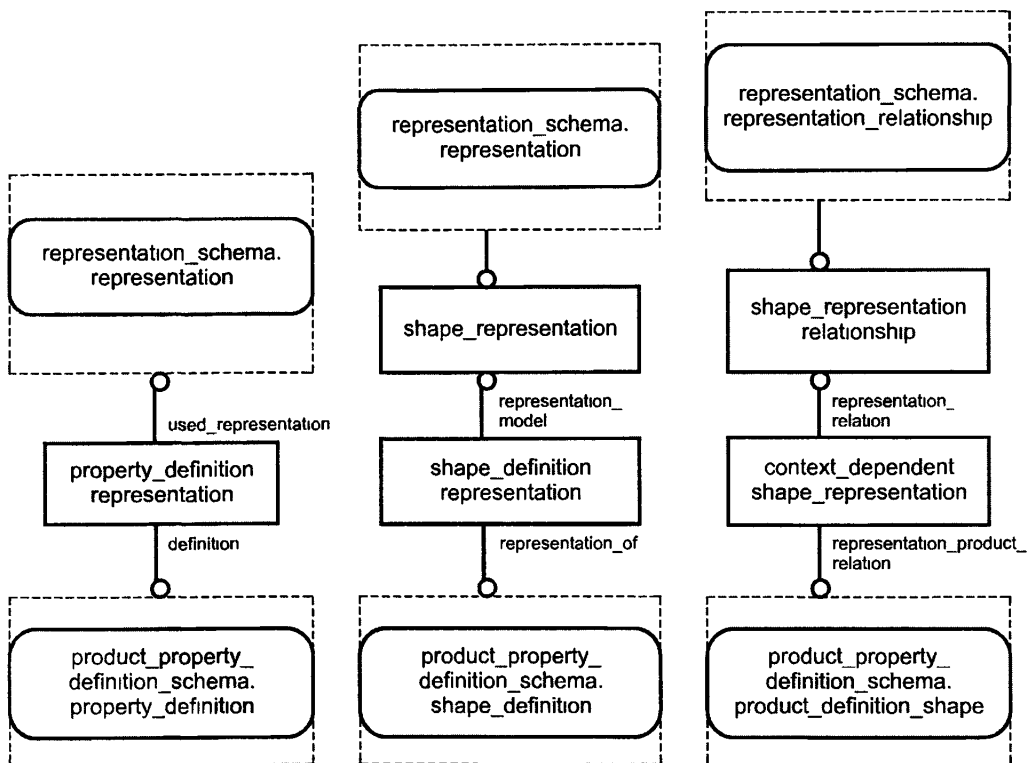 representation_schema.
representation
used_representation
property_definition
representation
definition
product_property_
definition_schema.
property_definition
representation_schema.
representation
shape_representation
representation_
model
shape_definition
representation
representation_of
product_property_
definition_schema.
shape_definition
representation_schema.
representation_relationship
shape_representation
relationship
representation_
relation
context_dependent
shape_representation
representation_product_
relation
product_property_
definition_schema.
product_definition_shape